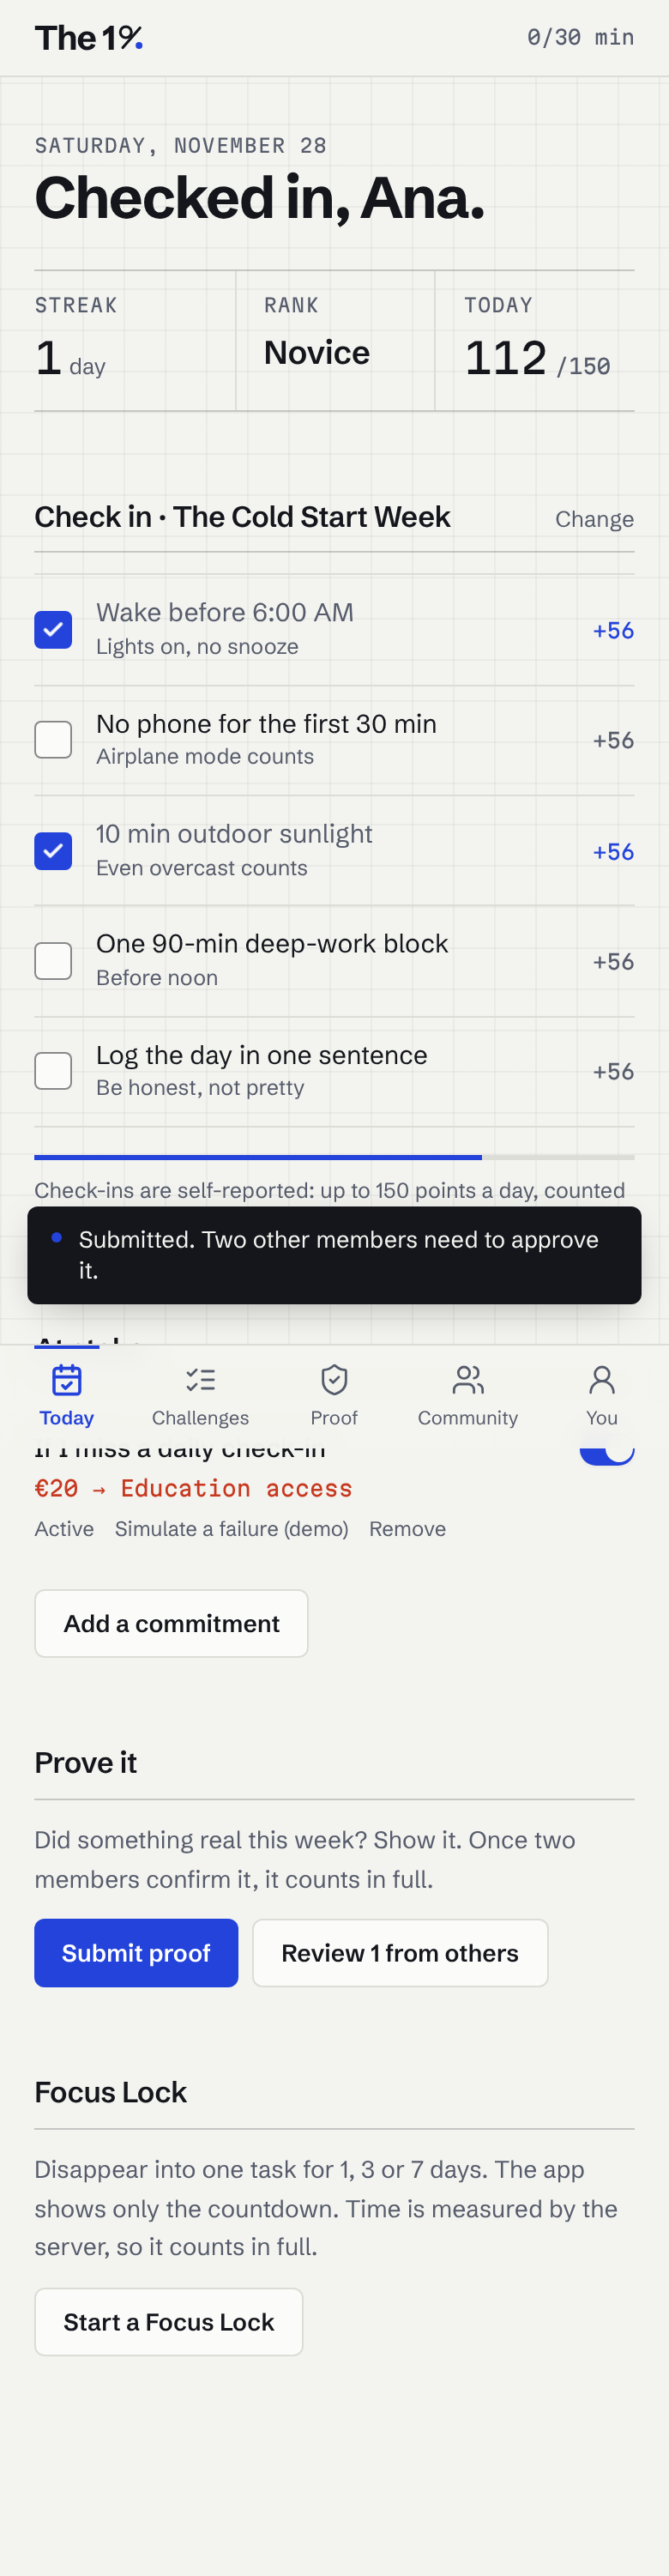 The 1%.
0/30 min
SATURDAY, NOVEMBER 28
Checked in, Ana.
STREAK
1 day
RANK
Novice
TODAY
112 /150
Check in · The Cold Start Week
Change
Wake before 6:00 AM
Lights on, no snooze
+56
No phone for the first 30 min
Airplane mode counts
+56
10 min outdoor sunlight
Even overcast counts
+56
One 90-min deep-work block
Before noon
+56
Log the day in one sentence
Be honest, not pretty
+56
Check-ins are self-reported: up to 150 points a day, counted
Submitted. Two other members need to approve
it.
Today
Challenges
Proof
Community
You
If I miss a daily check-in
€20 → Education access
Active Simulate a failure (demo) Remove
Add a commitment
Prove it
Did something real this week? Show it. Once two
members confirm it, it counts in full.
Submit proof
Review 1 from others
Focus Lock
Disappear into one task for 1, 3 or 7 days. The app
shows only the countdown. Time is measured by the
server, so it counts in full.
Start a Focus Lock